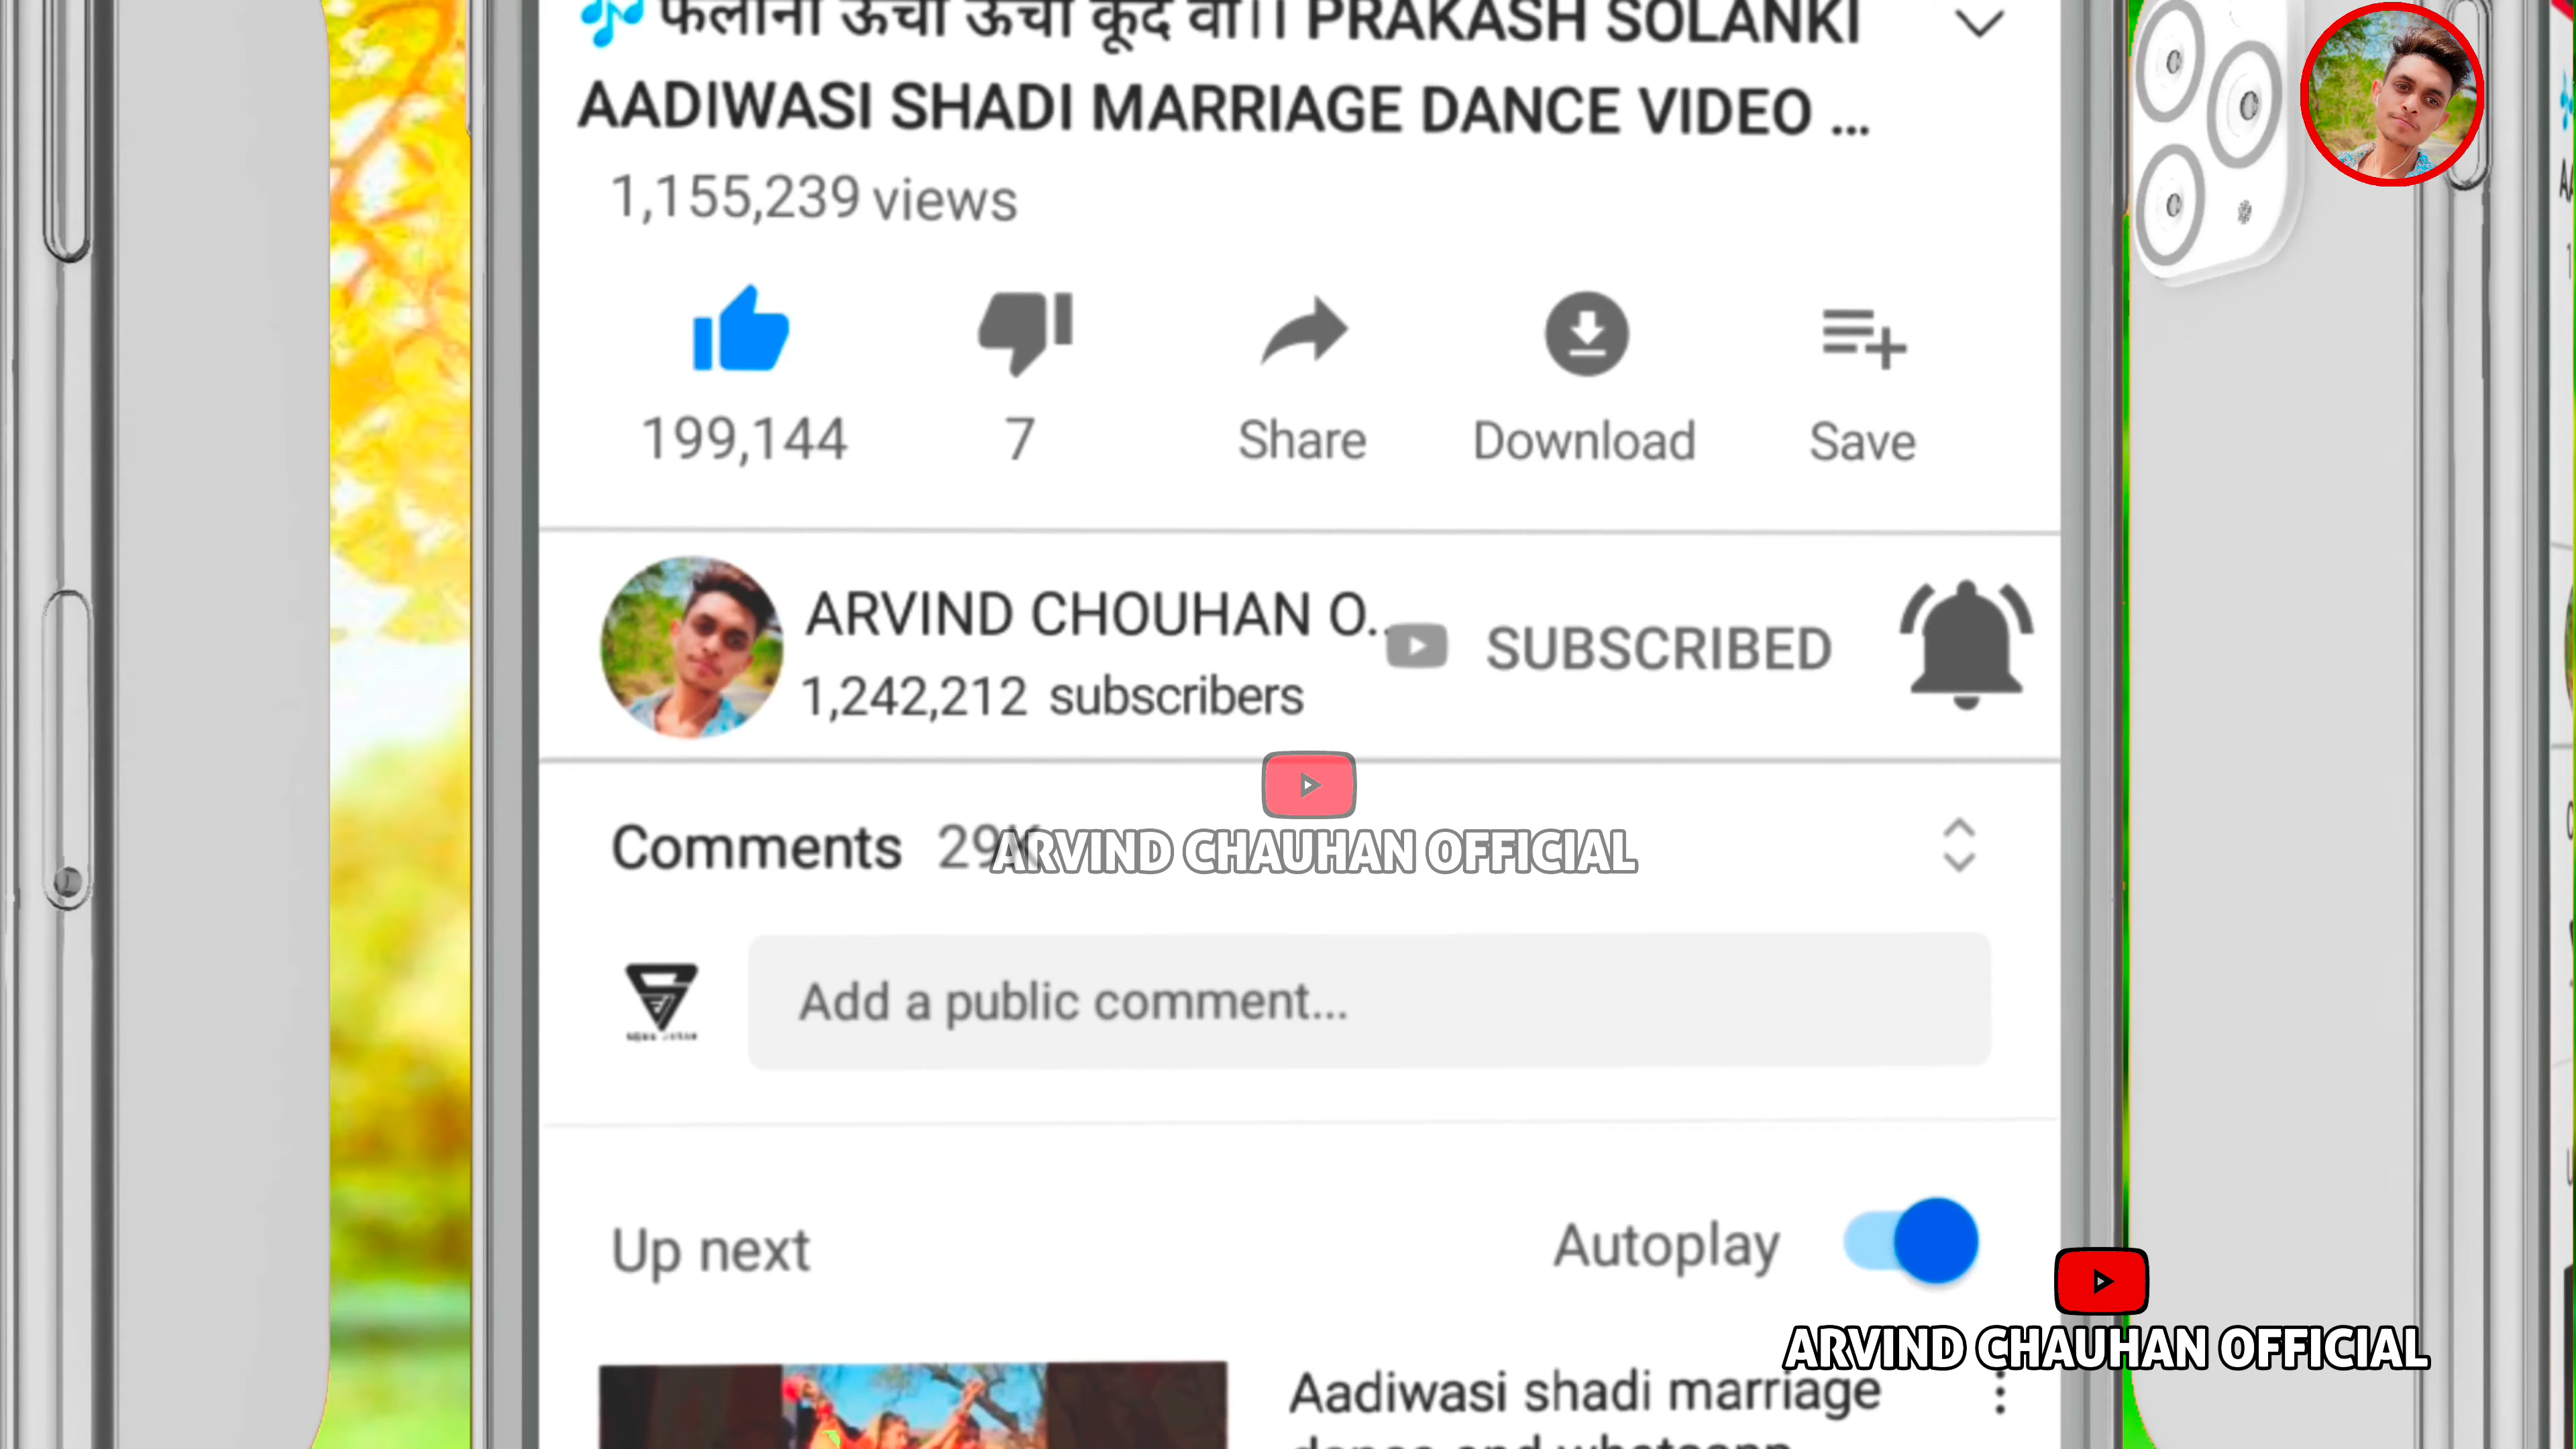 फलीनी ऊंची ऊंची कूद वा।। PRAKASH SOLANKI
AADIWASI SHADI MARRIAGE DANCE VIDEO ...
1,155,239 views
199,144
7
Share
Download
Save
ARVIND CHOUHAN O..
SUBSCRIBED
1,242,212 subscribers
Comments 29K
ARVIND CHAUHAN OFFICIAL
Add a public comment...
Up next
Autoplay
ARVIND CHAUHAN OFFICIAL
Aadiwasi shadi marriage